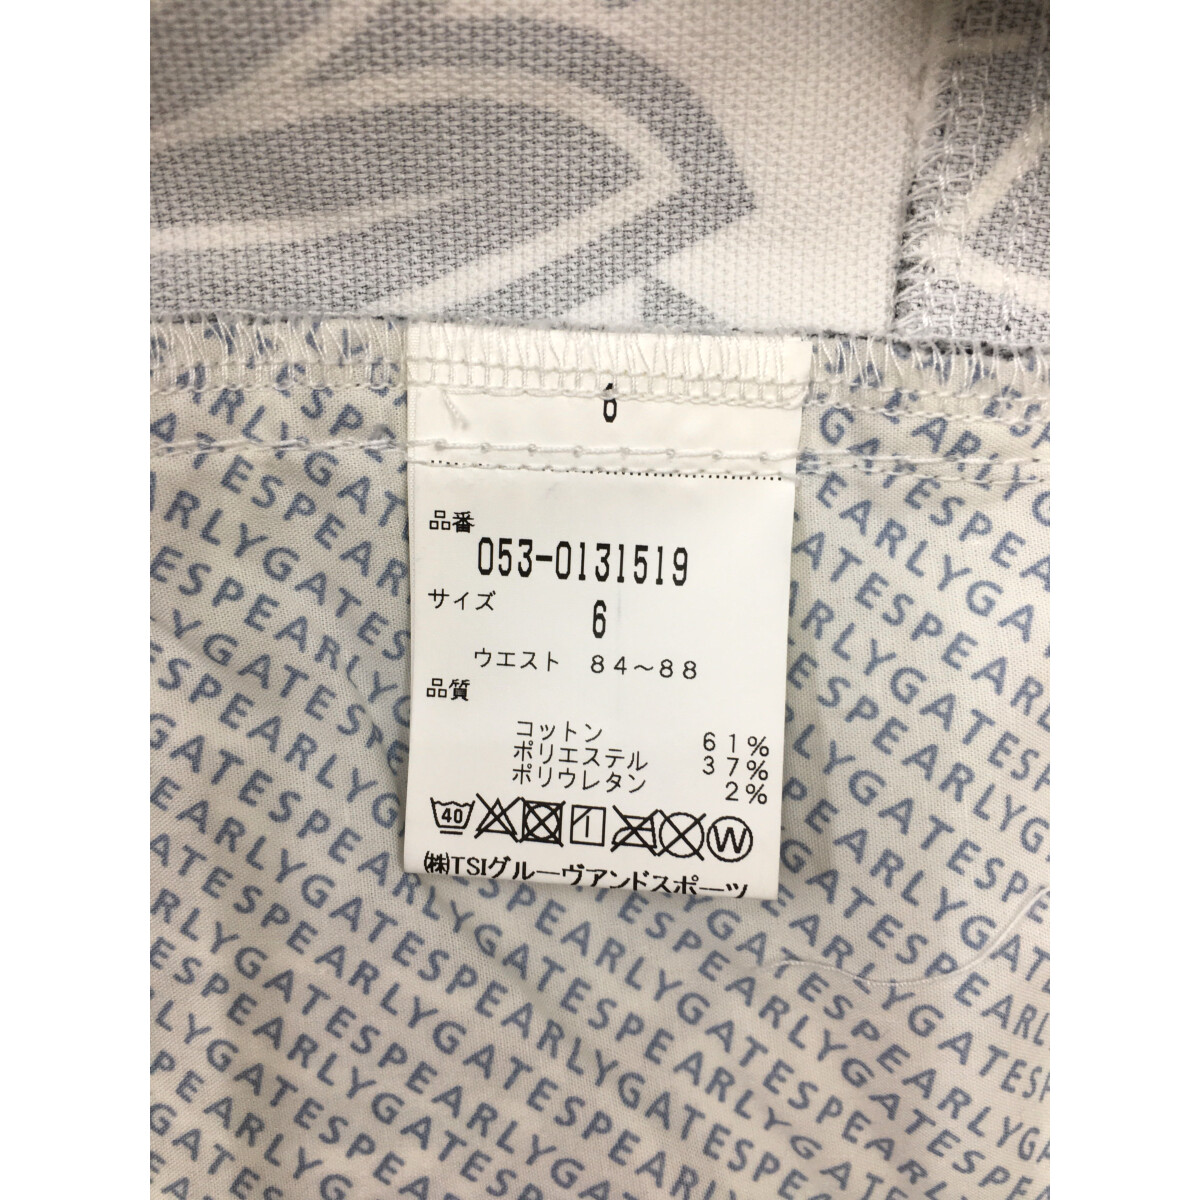 6
品番
053-0131519
サイズ
6
ウエスト 84～88
品質
コットン 61%
ポリエステル 37%
ポリウレタン 2%
40 W
㈱TSIグルーヴアンドスポーツ
PEARLYGATESPEARLYGATES